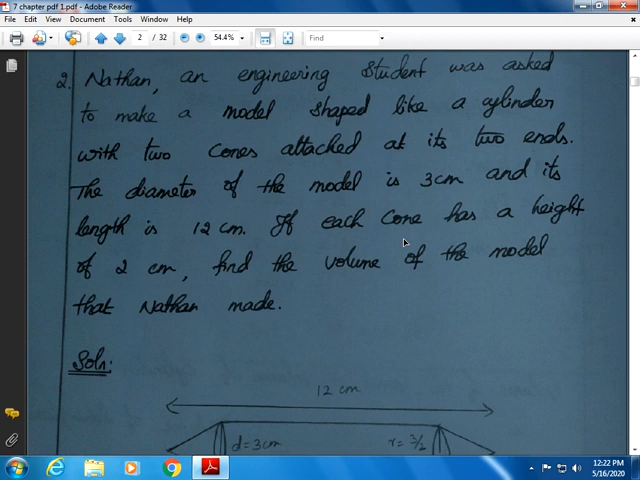 7 chapter pdf 1.pdf - Adobe Reader
File Edit View Document Tools Window Help
2 / 32 54.4% Find
2. Nathan, an engineering student was asked
to make a model shaped like a cylinder
with two cones attached at its two ends.
The diameter of the model is 3cm and its
length is 12 cm. If each cone has a height
of 2 cm, find the volume of the model
that Nathan made.
Soln:
12 cm
d=3cm r=3/2
12:22 PM
5/16/2020